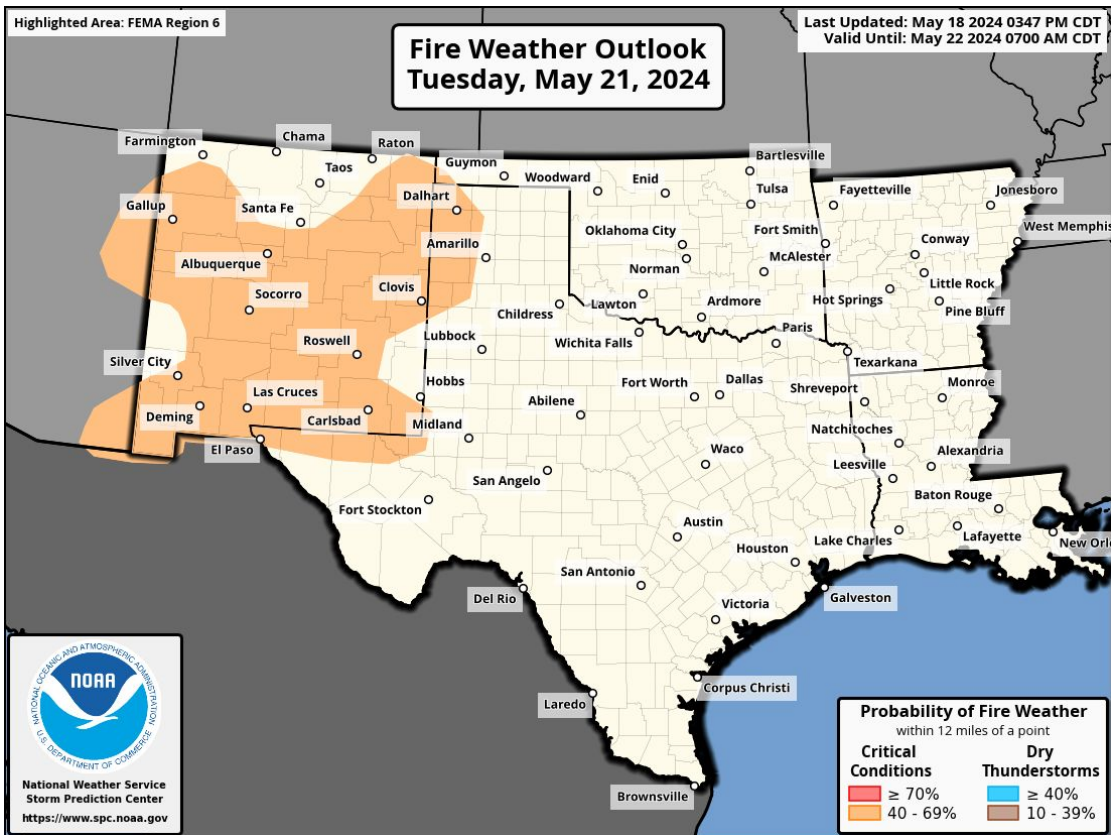 Highlighted Area: FEMA Region 6
Fire Weather Outlook
Tuesday, May 21, 2024
Last Updated: May 18 2024 0347 PM CDT
Valid Until: May 22 2024 0700 AM CDT
Farmington
Chama
Raton
Taos
Guymon
Woodward
Enid
Bartlesville
Tulsa
Fayetteville
Jonesboro
Gallup
Santa Fe
Dalhart
Amarillo
Oklahoma City
Fort Smith
West Memphis
Conway
Albuquerque
Norman
McAlester
Little Rock
Socorro
Clovis
Childress
Lawton
Ardmore
Hot Springs
Pine Bluff
Roswell
Lubbock
Wichita Falls
Paris
Texarkana
Silver City
Hobbs
Fort Worth
Dallas
Shreveport
Monroe
Las Cruces
Abilene
Deming
Carlsbad
Midland
Natchitoches
El Paso
Waco
Leesville
Alexandria
San Angelo
Baton Rouge
Fort Stockton
Austin
Lake Charles
Lafayette
New Orl
Houston
San Antonio
Del Rio
Galveston
Victoria
Laredo
Corpus Christi
Brownsville
NATIONAL OCEANIC AND ATMOSPHERIC ADMINISTRATION
NOAA
U.S. DEPARTMENT OF COMMERCE
National Weather Service
Storm Prediction Center
https://www.spc.noaa.gov
Probability of Fire Weather
within 12 miles of a point
Critical Conditions
≥ 70%
40 - 69%
Dry Thunderstorms
≥ 40%
10 - 39%